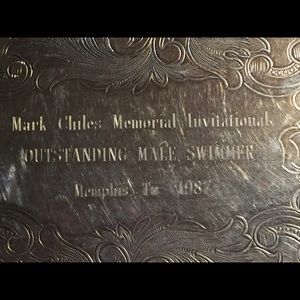 Mark Chiles Memorial Invitational
OUTSTANDING MALE SWIMMER
Memphis Tn 1987